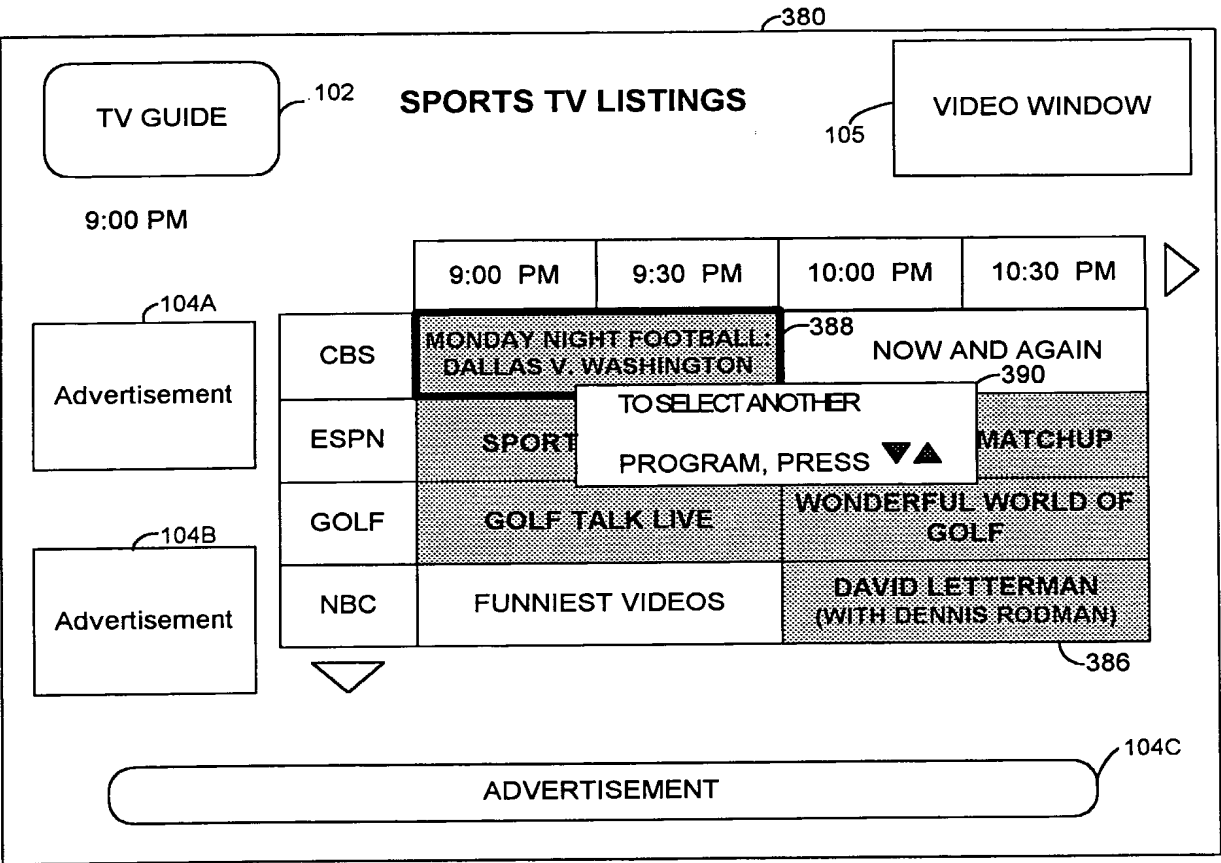 380
TV GUIDE
102
SPORTS TV LISTINGS
105
VIDEO WINDOW
9:00 PM
9:00 PM 9:30 PM 10:00 PM 10:30 PM
104A
Advertisement
CBS
MONDAY NIGHT FOOTBALL:
DALLAS V. WASHINGTON
388
NOW AND AGAIN
390
TO SELECT ANOTHER
PROGRAM, PRESS ▼▲
ESPN
SPORT
MATCHUP
GOLF
GOLF TALK LIVE
WONDERFUL WORLD OF
GOLF
104B
Advertisement
NBC
FUNNIEST VIDEOS
DAVID LETTERMAN
(WITH DENNIS RODMAN)
386
104C
ADVERTISEMENT